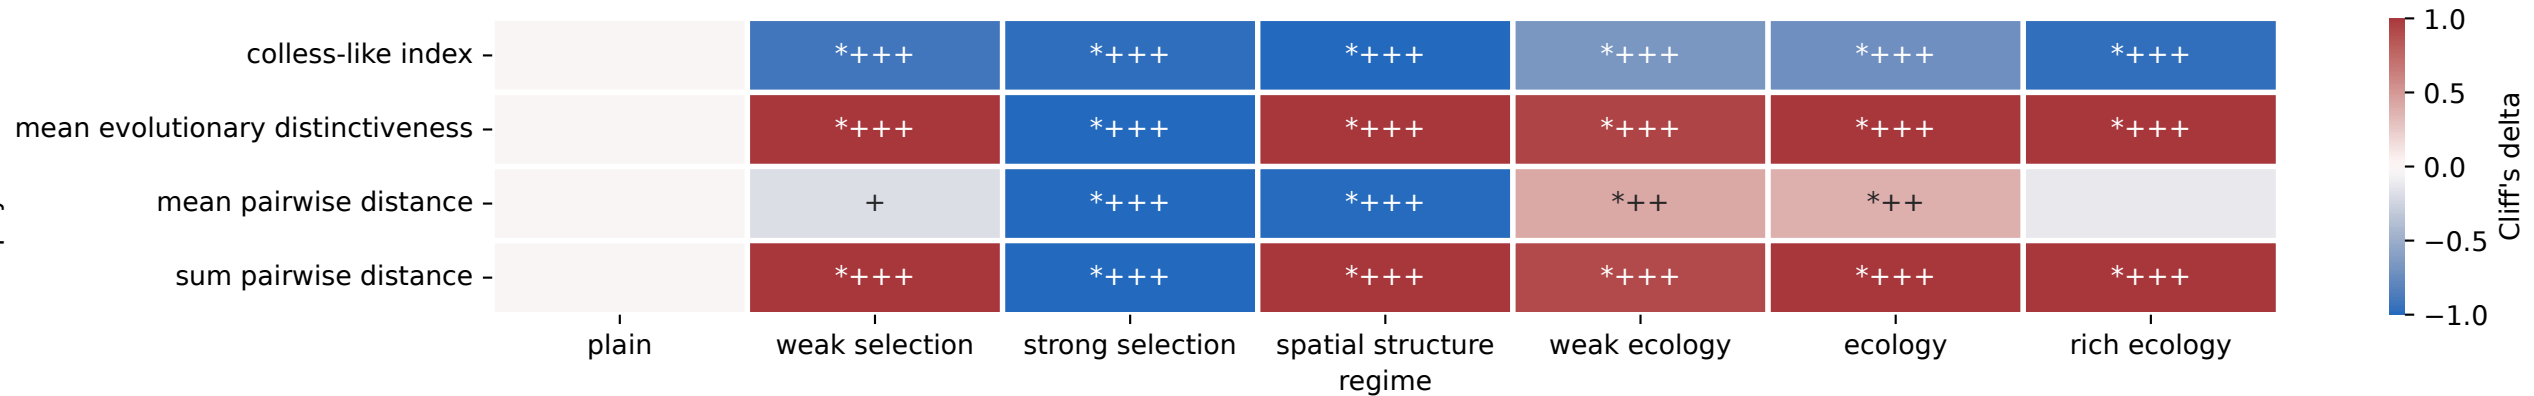 colless-like index *+++ *+++ *+++ *+++ *+++ *+++
mean evolutionary distinctiveness *+++ *+++ *+++ *+++ *+++ *+++
mean pairwise distance + *+++ *+++ *++ *++
sum pairwise distance *+++ *+++ *+++ *+++ *+++ *+++
plain weak selection strong selection spatial structure weak ecology ecology rich ecology
regime
1.0
0.5
0.0
−0.5
−1.0
Cliff's delta